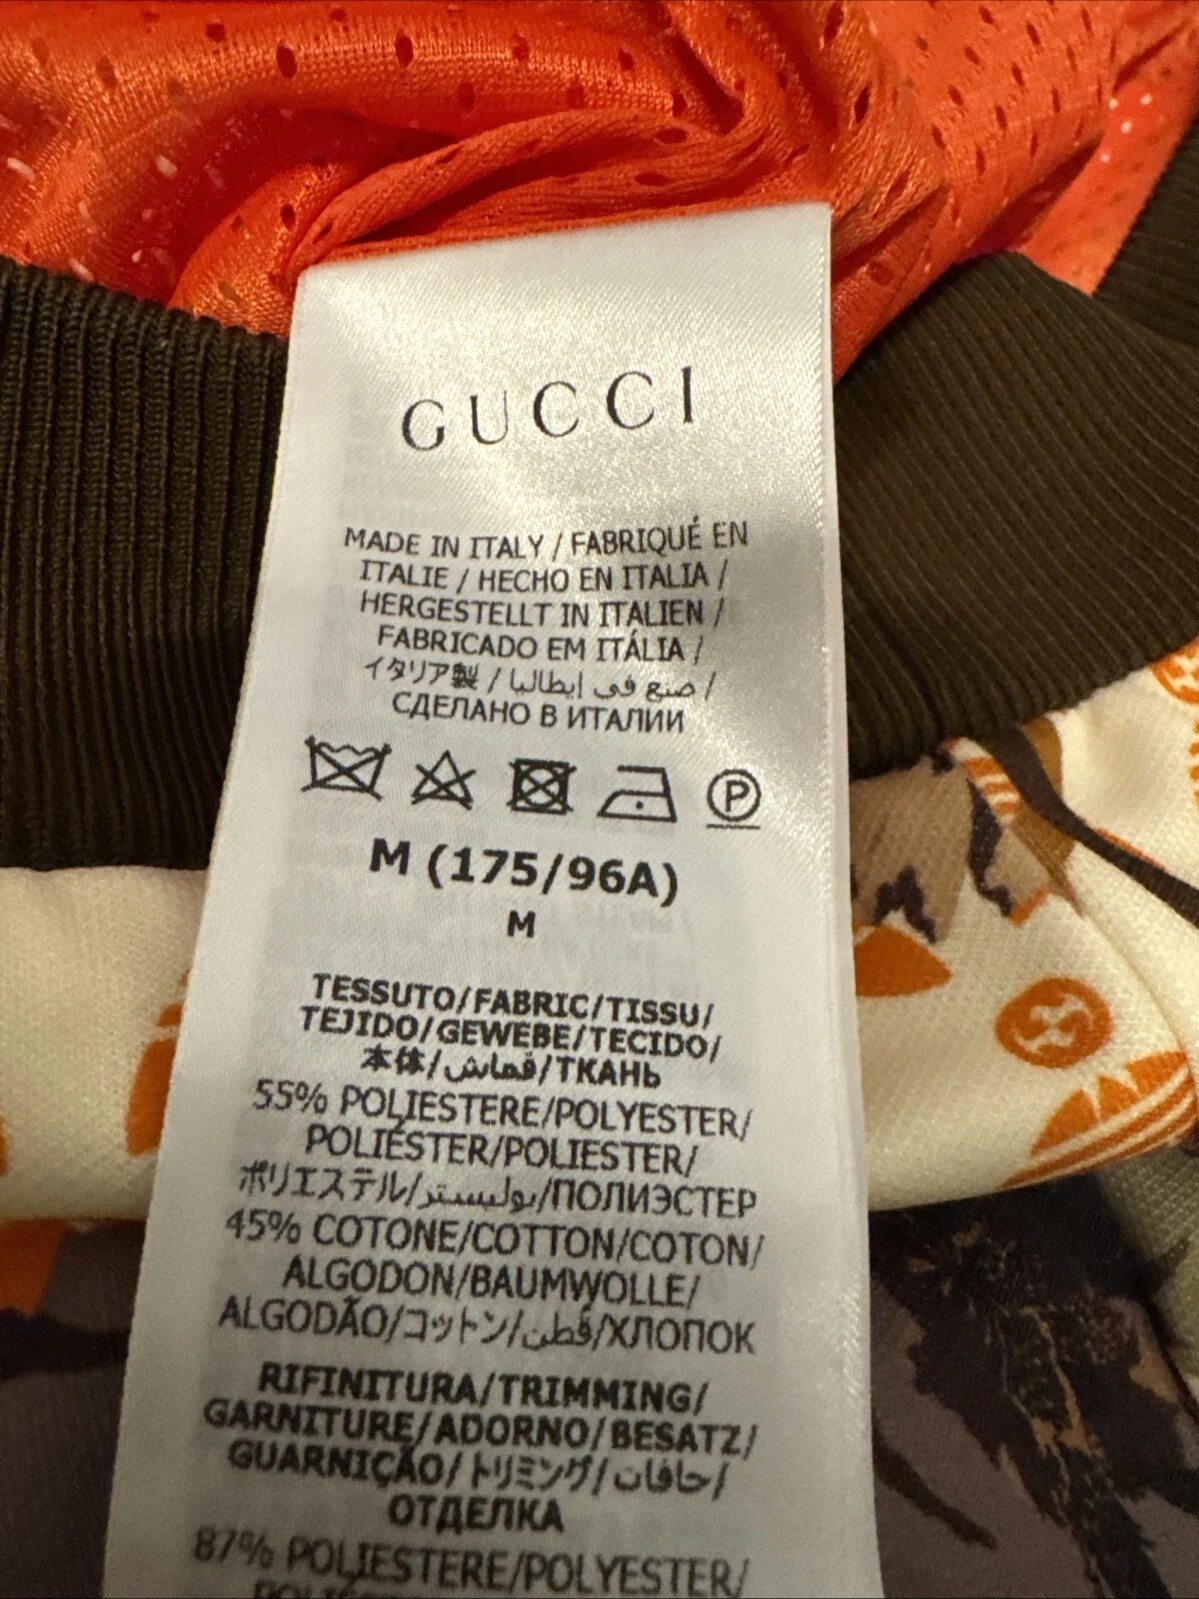 GUCCI
MADE IN ITALY / FABRIQUÉ EN
ITALIE / HECHO EN ITALIA /
HERGESTELLT IN ITALIEN /
FABRICADO EM ITÁLIA /
イタリア製 / صنع في إيطاليا /
СДЕЛАНО В ИТАЛИИ
P
M (175/96A)
M
TESSUTO/FABRIC/TISSU/
TEJIDO/GEWEBE/TECIDO/
本体/قماش/ТКАНЬ
55% POLIESTERE/POLYESTER/
POLIÉSTER/POLIESTER/
ポリエステル/بوليستر/ПОЛИЭСТЕР
45% COTONE/COTTON/COTON/
ALGODON/BAUMWOLLE/
ALGODÃO/コットン/قطن/ХЛОПОК
RIFINITURA/TRIMMING/
GARNITURE/ADORNO/BESATZ/
GUARNIÇÃO/トリミング/حافات/
ОТДЕЛКА
87% POLIESTERE/POLYESTER/